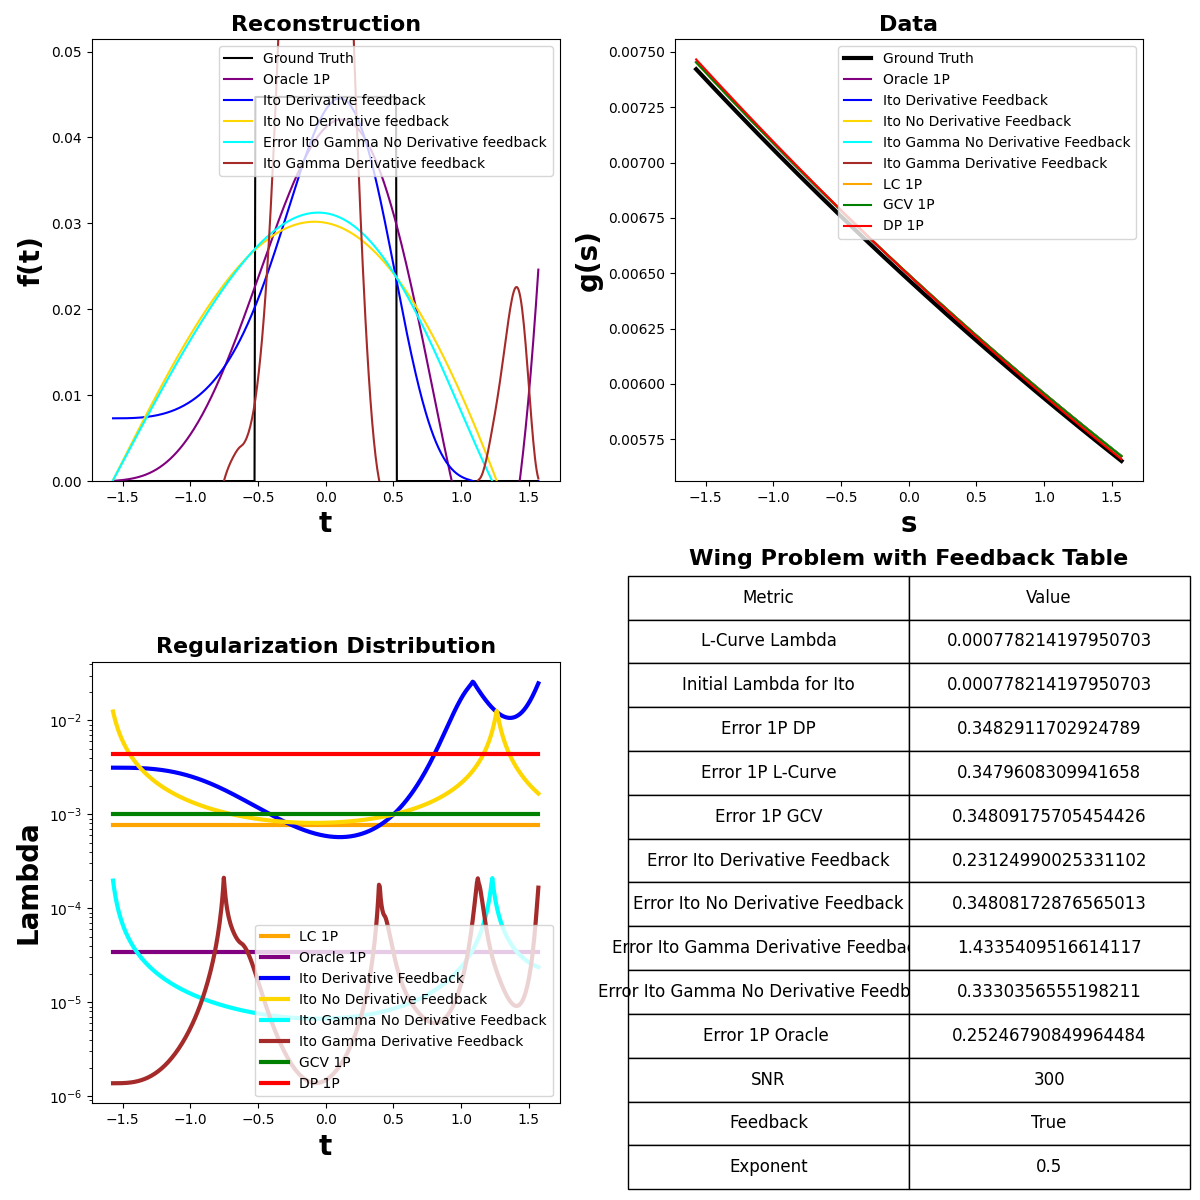 Reconstruction
0.05
0.04
0.03
0.02
0.01
0.00
f(t)
Ground Truth
Oracle 1P
Ito Derivative feedback
Ito No Derivative feedback
Error Ito Gamma No Derivative feedback
Ito Gamma Derivative feedback
−1.5 −1.0 −0.5 0.0 0.5 1.0 1.5
t
Data
0.00750
0.00725
0.00700
0.00675
0.00650
0.00625
0.00600
0.00575
g(s)
Ground Truth
Oracle 1P
Ito Derivative Feedback
Ito No Derivative Feedback
Ito Gamma No Derivative Feedback
Ito Gamma Derivative Feedback
LC 1P
GCV 1P
DP 1P
−1.5 −1.0 −0.5 0.0 0.5 1.0 1.5
s
Regularization Distribution
10⁻²
10⁻³
10⁻⁴
10⁻⁵
10⁻⁶
Lambda
LC 1P
Oracle 1P
Ito Derivative Feedback
Ito No Derivative Feedback
Ito Gamma No Derivative Feedback
Ito Gamma Derivative Feedback
GCV 1P
DP 1P
−1.5 −1.0 −0.5 0.0 0.5 1.0 1.5
t
Wing Problem with Feedback Table
Metric Value
L-Curve Lambda 0.000778214197950703
Initial Lambda for Ito 0.000778214197950703
Error 1P DP 0.3482911702924789
Error 1P L-Curve 0.3479608309941658
Error 1P GCV 0.34809175705454426
Error Ito Derivative Feedback 0.23124990025331102
Error Ito No Derivative Feedback 0.34808172876565013
Error Ito Gamma Derivative Feedbac 1.4335409516614117
Error Ito Gamma No Derivative Feedb 0.3330356555198211
Error 1P Oracle 0.25246790849964484
SNR 300
Feedback True
Exponent 0.5